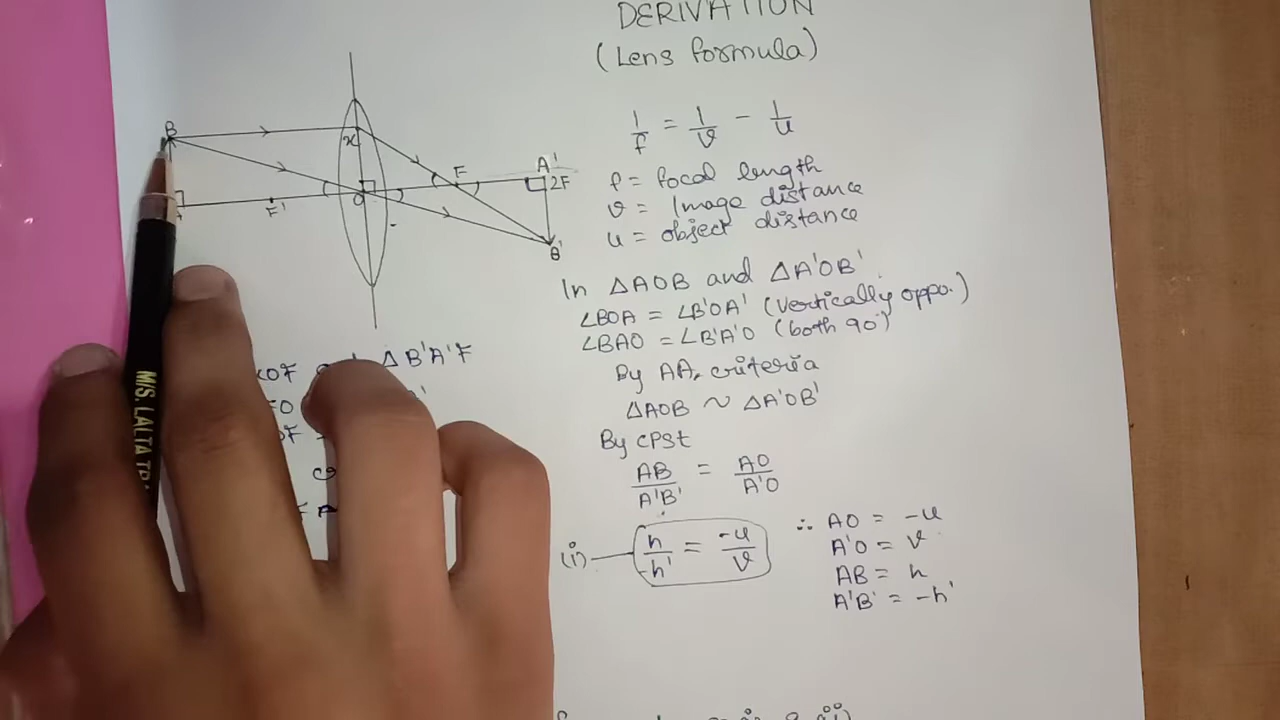 DERIVATION
(Lens formula)
1/f = 1/v - 1/u
f = focal length
v = Image distance
u = object distance
B
x
F
A'
2F
F'
O
B'
In ΔAOB and ΔA'OB'
∠BOA = ∠B'OA' (vertically oppo.)
∠BAO = ∠B'A'O (both 90°)
By AA, criteria
ΔAOB ~ ΔA'OB'
By CPST
AB/A'B' = AO/A'O
(i) h/-h' = -u/v
∴ AO = -u
A'O = v
AB = h
A'B' = -h'
OF ΔB'A'F
M/S. LALTA